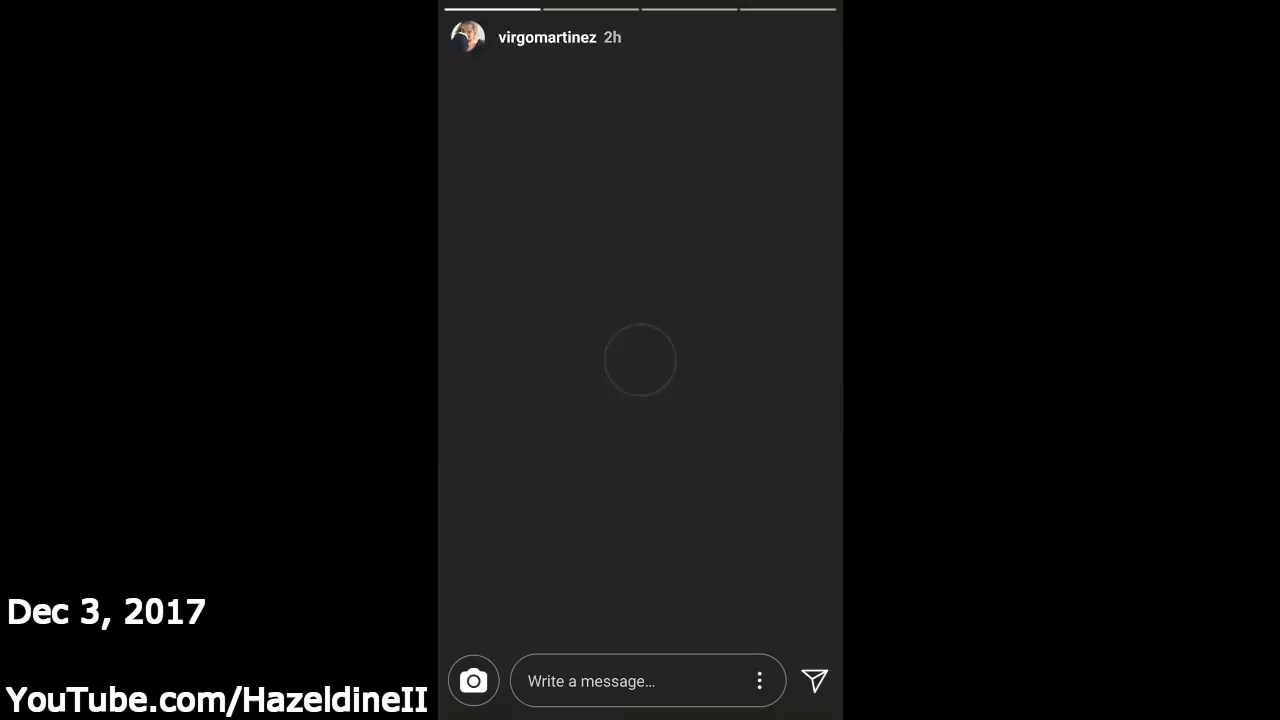 virgomartinez 2h
Write a message...
Dec 3, 2017
YouTube.com/HazeldineII